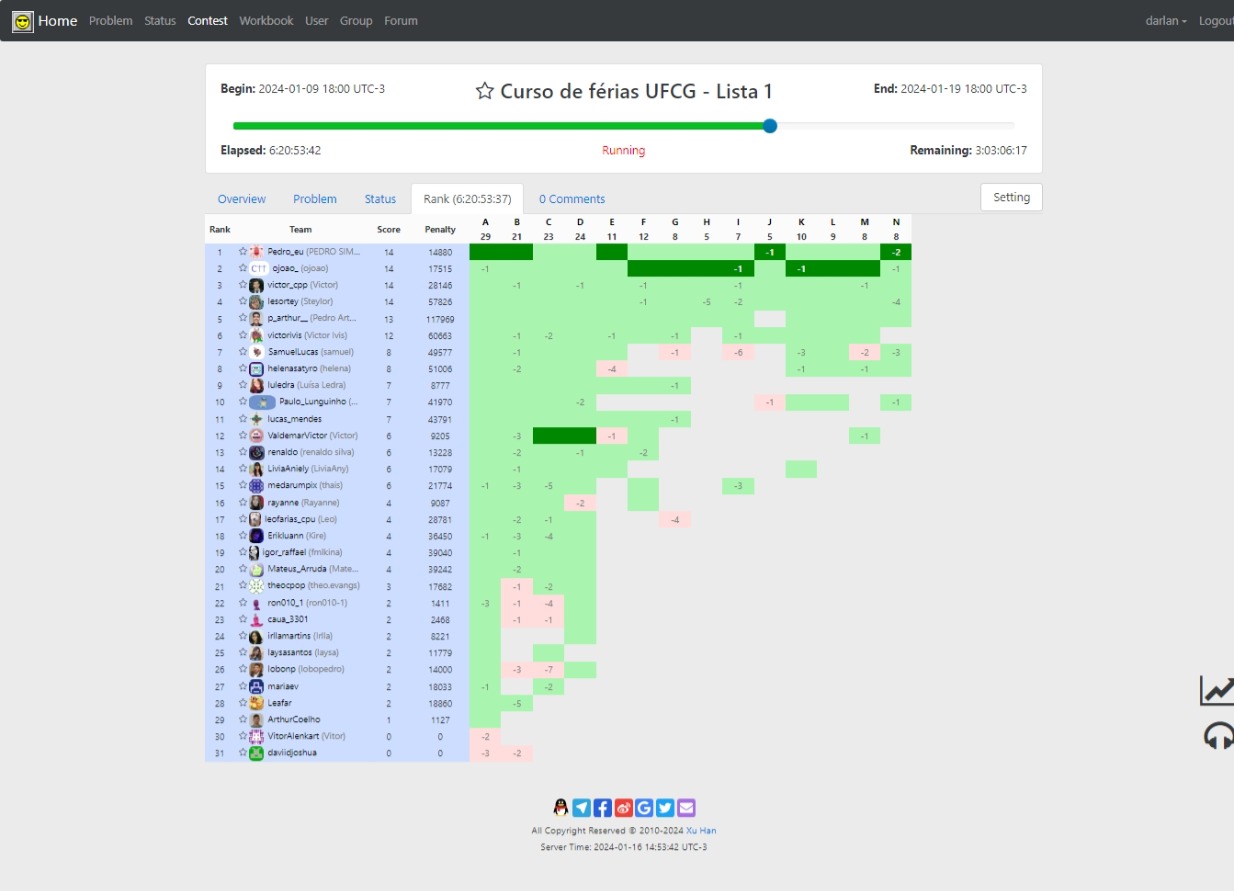 Home Problem Status Contest Workbook User Group Forum darlan Logout
Begin: 2024-01-09 18:00 UTC-3 Curso de férias UFCG - Lista 1 End: 2024-01-19 18:00 UTC-3
Elapsed: 6:20:53:42 Running Remaining: 3:03:06:17
Overview Problem Status Rank (6:20:53:37) 0 Comments Setting
Rank Team Score Penalty A B C D E F G H I J K L M N
29 21 23 24 11 12 8 5 7 5 10 9 8 8
1 Pedro_eu (PEDRO SIM... 14 14880 -1 -2
2 ojoao_ (ojoao) 14 17515 -1 -1 -1 -1
3 victor_cpp (Victor) 14 28146 -1 -1 -1 -1 -1
4 lesortey (Steylor) 14 57826 -1 -5 -2 -4
5 p_arthur__ (Pedro Art... 13 117969
6 victorivis (Victor Ivis) 12 60663 -1 -2 -1 -1 -1
7 SamuelLucas (samuel) 8 49577 -1 -1 -6 -3 -2 -3
8 helenasatyro (helena) 8 51006 -2 -4 -1 -1
9 luledra (Luísa Ledra) 7 8777 -1
10 Paulo_Lunguinho (... 7 41970 -2 -1 -1
11 lucas_mendes 7 43791 -1
12 ValdemarVictor (Victor) 6 9205 -3 -1 -1
13 renaldo (renaldo silva) 6 13228 -2 -1 -2
14 LiviaAniely (LiviaAny) 6 17079 -1
15 medarumpix (thais) 6 21774 -1 -3 -5 -3
16 rayanne (Rayanne) 4 9087 -2
17 leofarias_cpu (Leo) 4 28781 -2 -1 -4
18 Erikluann (Kire) 4 36450 -1 -3 -4
19 igor_raffael (fmlkina) 4 39040 -1
20 Mateus_Arruda (Mate... 4 39242 -2
21 theocpop (theo.evangs) 3 17682 -1 -2
22 ron010_1 (ron010-1) 2 1411 -3 -1 -4
23 caua_3301 2 2468 -1 -1
24 irllamartins (Irlla) 2 8221
25 laysasantos (laysa) 2 11779
26 lobonp (lobopedro) 2 14000 -3 -7
27 mariaev 2 18033 -1 -2
28 Leafar 2 18860 -5
29 ArthurCoelho 1 1127
30 VitorAlenkart (Vitor) 0 0 -2
31 daviidjoshua 0 0 -3 -2
All Copyright Reserved © 2010-2024 Xu Han
Server Time: 2024-01-16 14:53:42 UTC-3